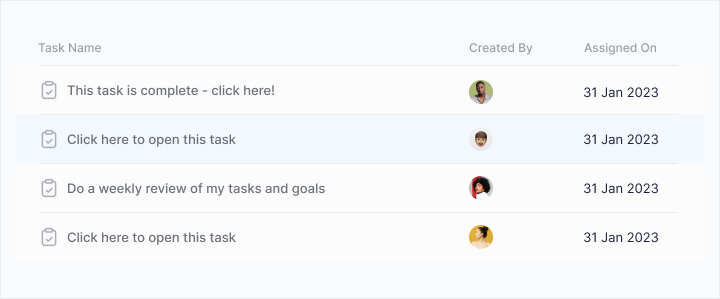 Task Name Created By Assigned On
This task is complete - click here! 31 Jan 2023
Click here to open this task 31 Jan 2023
Do a weekly review of my tasks and goals 31 Jan 2023
Click here to open this task 31 Jan 2023